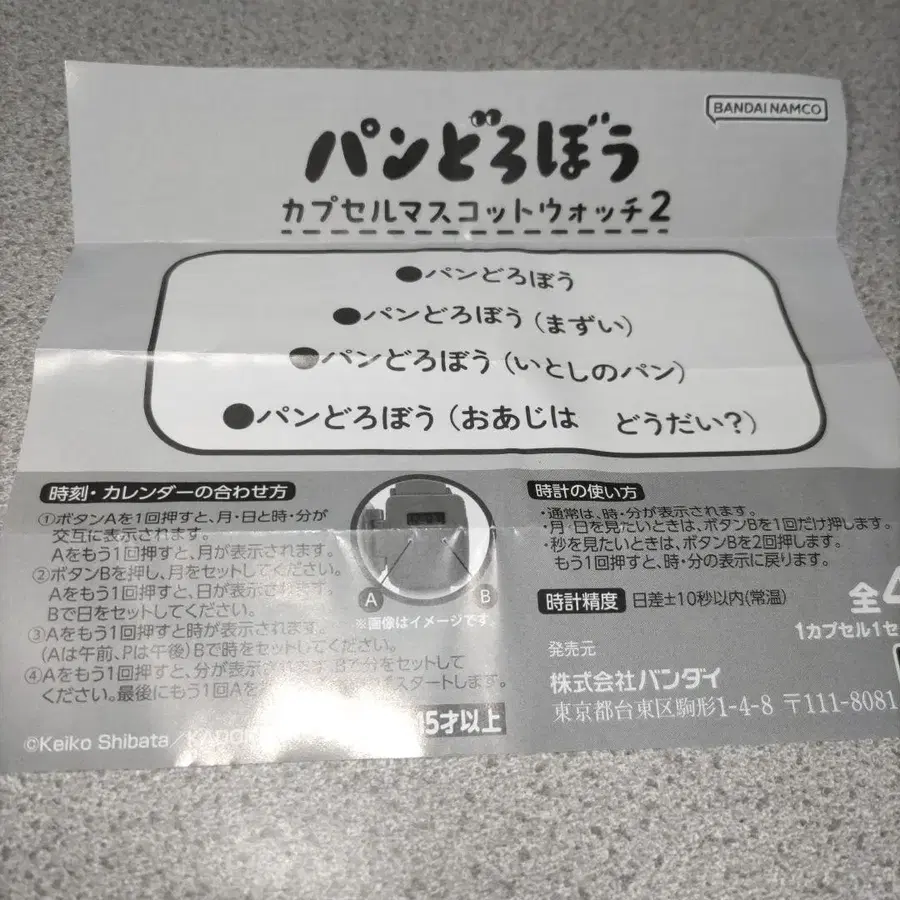 BANDAI NAMCO
パンどろぼう
カプセルマスコットウォッチ2
●パンどろぼう
●パンどろぼう(まずい)
●パンどろぼう(いとしのパン)
●パンどろぼう(おあじは どうだい?)
時刻・カレンダーの合わせ方
①ボタンAを1回押すと、月・日と時・分が
交互に表示されます。
Aをもう1回押すと、月が表示されます。
②ボタンBを押し、月をセットしてください。
Aをもう1回押すと、日が表示されます。
Bで日をセットしてください。
③Aをもう1回押すと時が表示されます。
(Aは午前、Pは午後)Bで時をセットしてください。
④Aをもう1回押すと、分が表示され Bで分をセットして
ください。最後にもう1回Aを スタートします。
A
B
※画像はイメージです
時計の使い方
・通常は、時・分が表示されます。
・月・日を見たいときは、ボタンBを1回だけ押します。
・秒を見たいときは、ボタンBを2回押します。
もう1回押すと、時・分の表示に戻ります。
時計精度 日差±10秒以内(常温)
全4
1カプセル1セ
発売元
株式会社バンダイ
東京都台東区駒形1-4-8 〒111-8081
15才以上
©Keiko Shibata/